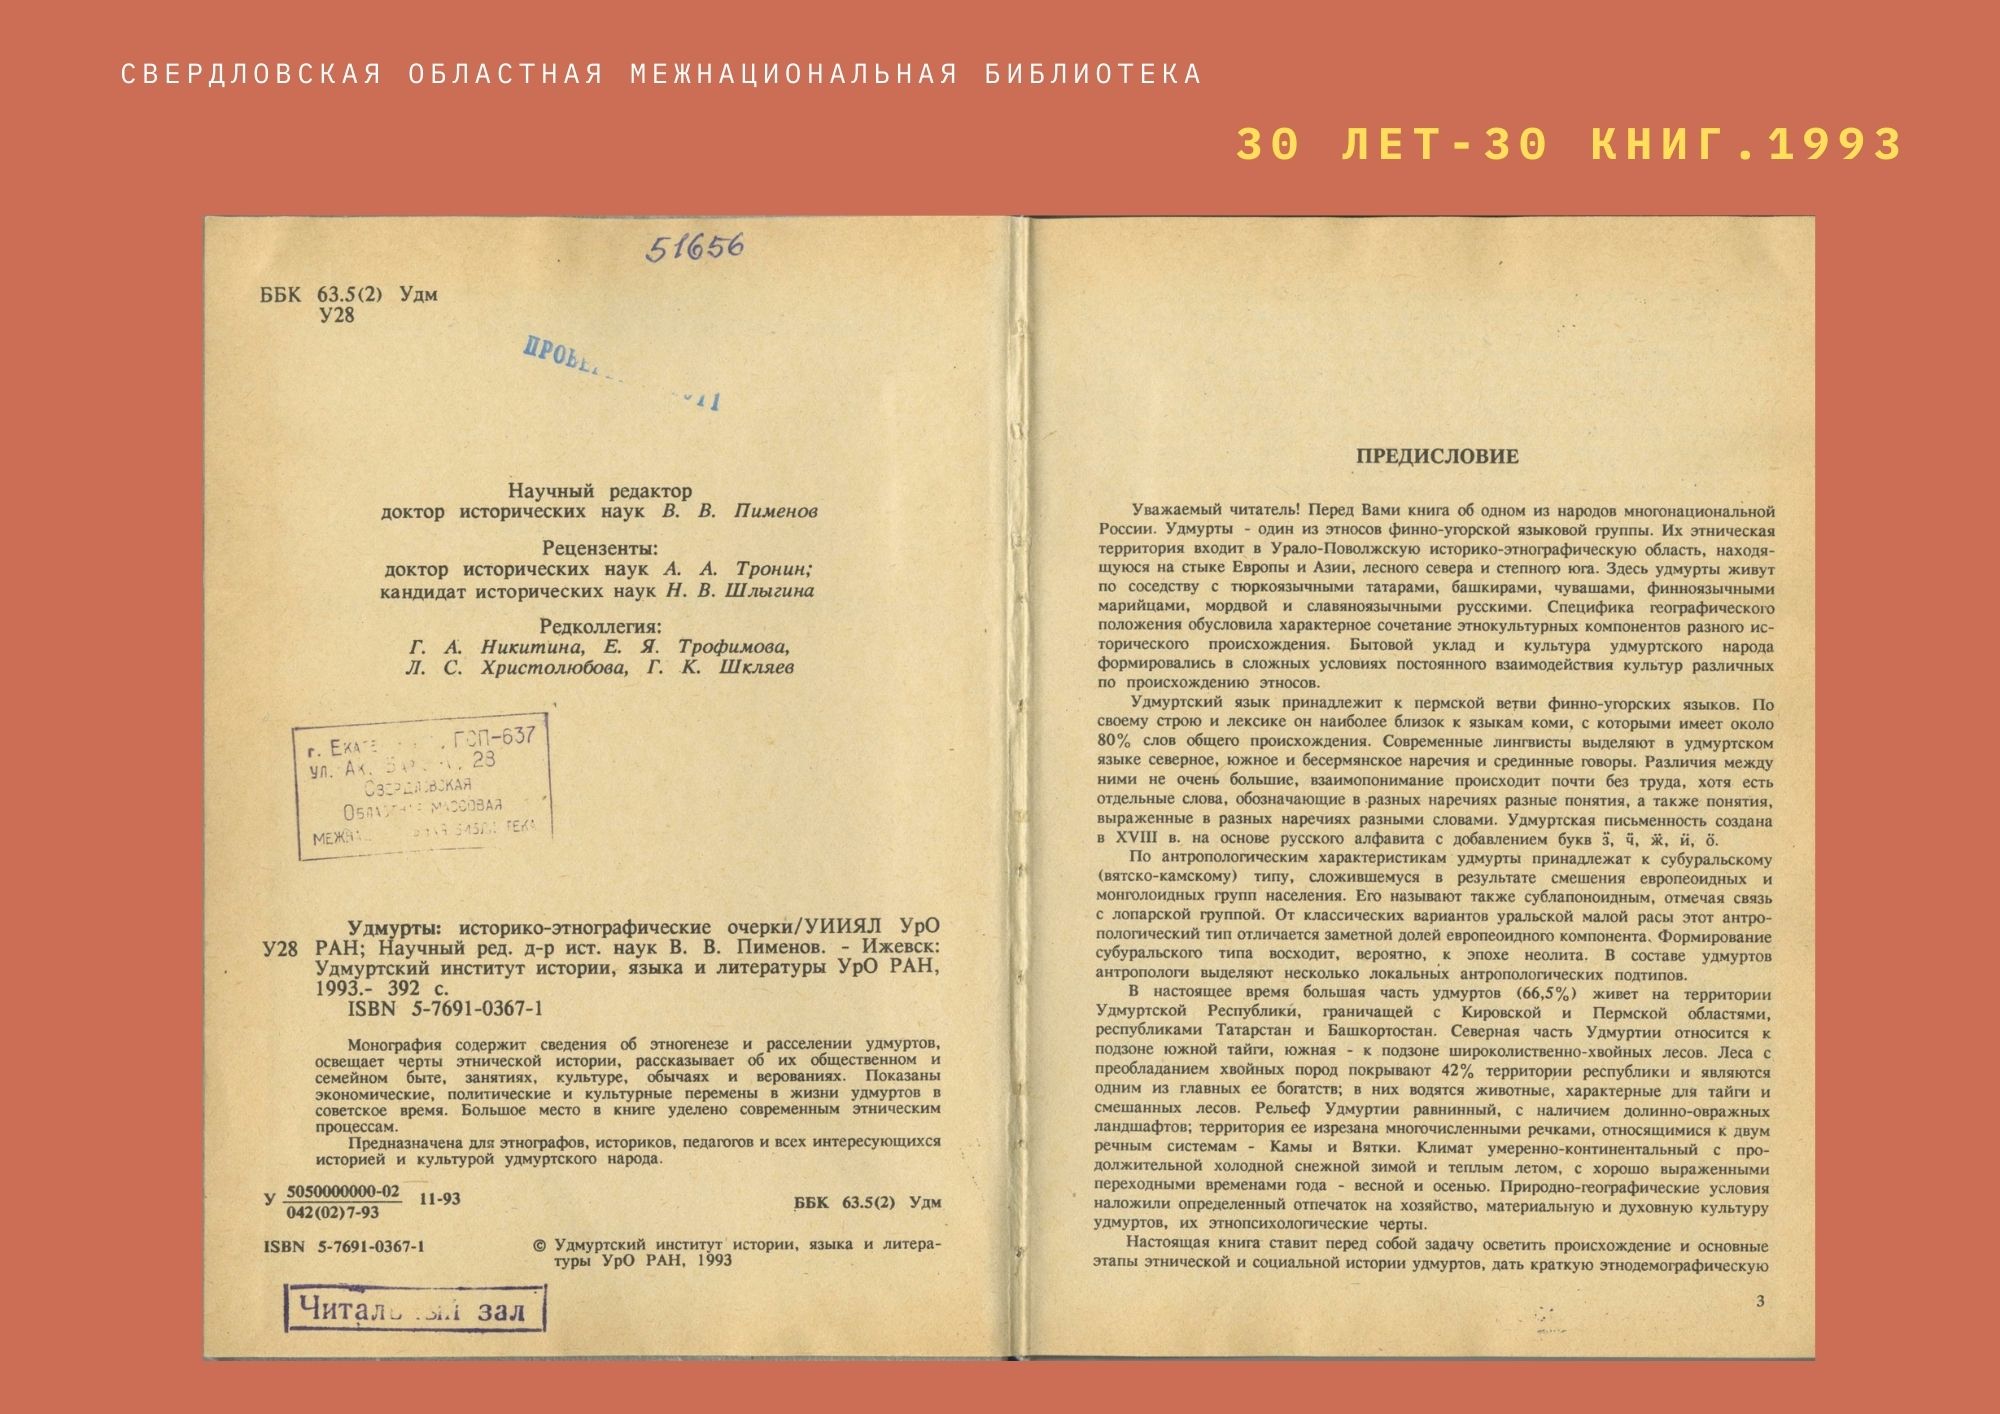 СВЕРДЛОВСКАЯ ОБЛАСТНАЯ МЕЖНАЦИОНАЛЬНАЯ БИБЛИОТЕКА
30 ЛЕТ-30 КНИГ.1993
51656
ББК 63.5(2) Удм
У28
Научный редактор
доктор исторических наук В. В. Пименов
Рецензенты:
доктор исторических наук А. А. Тронин;
кандидат исторических наук Н. В. Шлыгина
Редколлегия:
Г. А. Никитина, Е. Я. Трофимова,
Л. С. Христолюбова, Г. К. Шкляев
г. ГСП-637
ул. Ак. 28
Свердловская
массовая
Удмурты: историко-этнографические очерки/УИИЯЛ УрО
У28 РАН; Научный ред. д-р ист. наук В. В. Пименов. - Ижевск:
Удмуртский институт истории, языка и литературы УрО РАН,
1993.- 392 с.
ISBN 5-7691-0367-1
Монография содержит сведения об этногенезе и расселении удмуртов,
освещает черты этнической истории, рассказывает об их общественном и
семейном быте, занятиях, культуре, обычаях и верованиях. Показаны
экономические, политические и культурные перемены в жизни удмуртов в
советское время. Большое место в книге уделено современным этническим
процессам.
Предназначена для этнографов, историков, педагогов и всех интересующихся
историей и культурой удмуртского народа.
У 5050000000-02 11-93
042(02)7-93
ББК 63.5(2) Удм
ISBN 5-7691-0367-1
© Удмуртский институт истории, языка и литера-
туры УрО РАН, 1993
Читальный зал
ПРЕДИСЛОВИЕ
Уважаемый читатель! Перед Вами книга об одном из народов многонациональной
России. Удмурты - один из этносов финно-угорской языковой группы. Их этническая
территория входит в Урало-Поволжскую историко-этнографическую область, находя-
щуюся на стыке Европы и Азии, лесного севера и степного юга. Здесь удмурты живут
по соседству с тюркоязычными татарами, башкирами, чувашами, финноязычными
марийцами, мордвой и славяноязычными русскими. Специфика географического
положения обусловила характерное сочетание этнокультурных компонентов разного ис-
торического происхождения. Бытовой уклад и культура удмуртского народа
формировались в сложных условиях постоянного взаимодействия культур различных
по происхождению этносов.
Удмуртский язык принадлежит к пермской ветви финно-угорских языков. По
своему строю и лексике он наиболее близок к языкам коми, с которыми имеет около
80% слов общего происхождения. Современные лингвисты выделяют в удмуртском
языке северное, южное и бесермянское наречия и срединные говоры. Различия между
ними не очень большие, взаимопонимание происходит почти без труда, хотя есть
отдельные слова, обозначающие в разных наречиях разные понятия, а также понятия,
выраженные в разных наречиях разными словами. Удмуртская письменность создана
в XVIII в. на основе русского алфавита с добавлением букв ӟ, ӵ, ӝ, ӥ, ӧ.
По антропологическим характеристикам удмурты принадлежат к субуральскому
(вятско-камскому) типу, сложившемуся в результате смешения европеоидных и
монголоидных групп населения. Его называют также сублапоноидным, отмечая связь
с лопарской группой. От классических вариантов уральской малой расы этот антро-
пологический тип отличается заметной долей европеоидного компонента. Формирование
субуральского типа восходит, вероятно, к эпохе неолита. В составе удмуртов
антропологи выделяют несколько локальных антропологических подтипов.
В настоящее время большая часть удмуртов (66,5%) живет на территории
Удмуртской Республики, граничащей с Кировской и Пермской областями,
республиками Татарстан и Башкортостан. Северная часть Удмуртии относится к
подзоне южной тайги, южная - к подзоне широколиственно-хвойных лесов. Леса с
преобладанием хвойных пород покрывают 42% территории республики и являются
одним из главных ее богатств; в них водятся животные, характерные для тайги и
смешанных лесов. Рельеф Удмуртии равнинный, с наличием долинно-овражных
ландшафтов; территория ее изрезана многочисленными речками, относящимися к двум
речным системам - Камы и Вятки. Климат умеренно-континентальный с про-
должительной холодной снежной зимой и теплым летом, с хорошо выраженными
переходными временами года - весной и осенью. Природно-географические условия
наложили определенный отпечаток на хозяйство, материальную и духовную культуру
удмуртов, их этнопсихологические черты.
Настоящая книга ставит перед собой задачу осветить происхождение и основные
этапы этнической и социальной истории удмуртов, дать краткую этнодемографическую
3